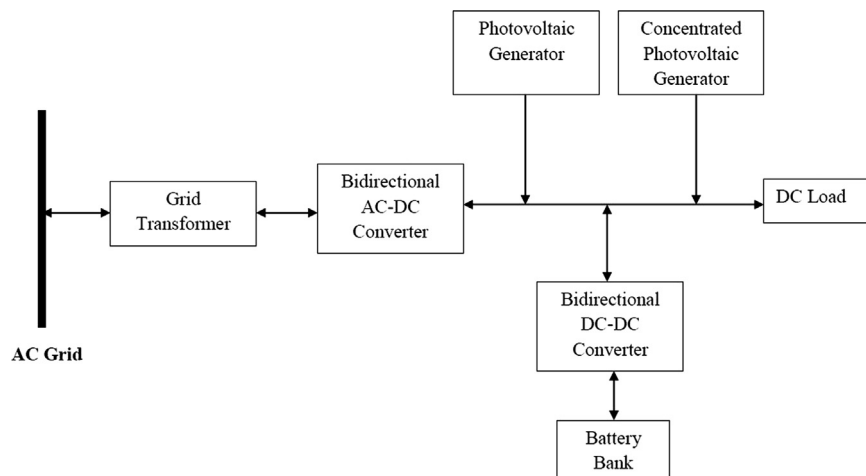 Photovoltaic
Generator
Concentrated
Photovoltaic
Generator
Grid
Transformer
Bidirectional
AC-DC
Converter
DC Load
Bidirectional
DC-DC
Converter
AC Grid
Battery
Bank